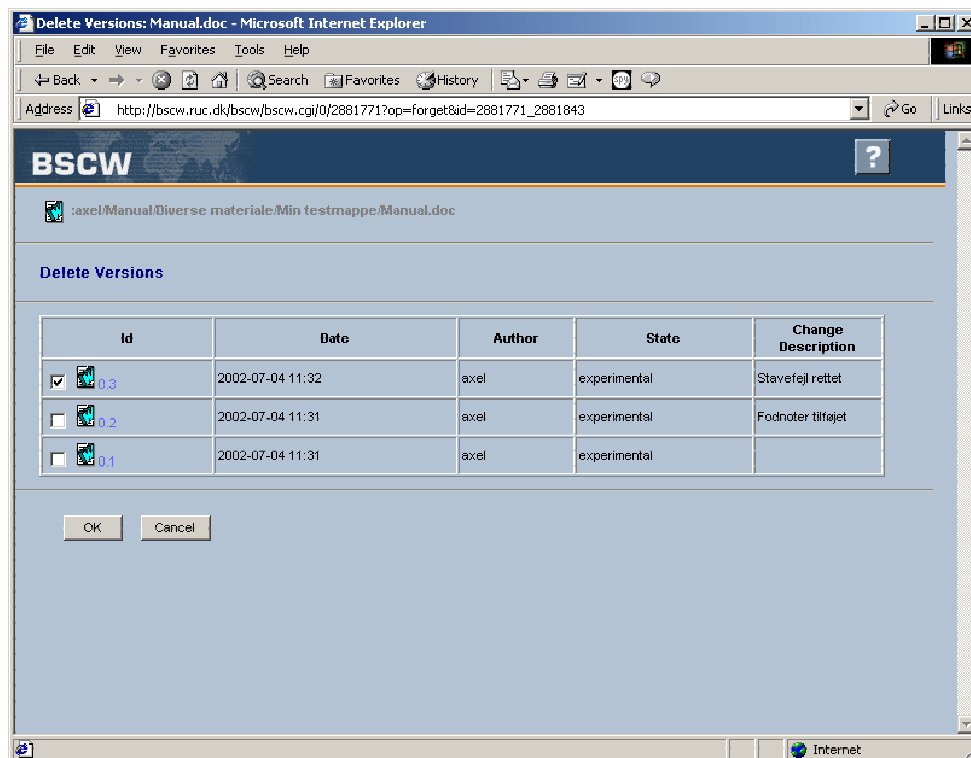 Delete Versions: Manual.doc - Microsoft Internet Explorer
File Edit View Favorites Tools Help
Back Search Favorites History
Address http://bscw.ruc.dk/bscw/bscw.cgi/0/2881771?op=forget&id=2881771_2881843 Go Links
BSCW ?
:axel/Manual/Diverse materiale/Min testmappe/Manual.doc
Delete Versions
Id Date Author State Change Description
0.3 2002-07-04 11:32 axel experimental Stavefejl rettet
0.2 2002-07-04 11:31 axel experimental Fodnoter tilføjet
0.1 2002-07-04 11:31 axel experimental
OK Cancel
Internet